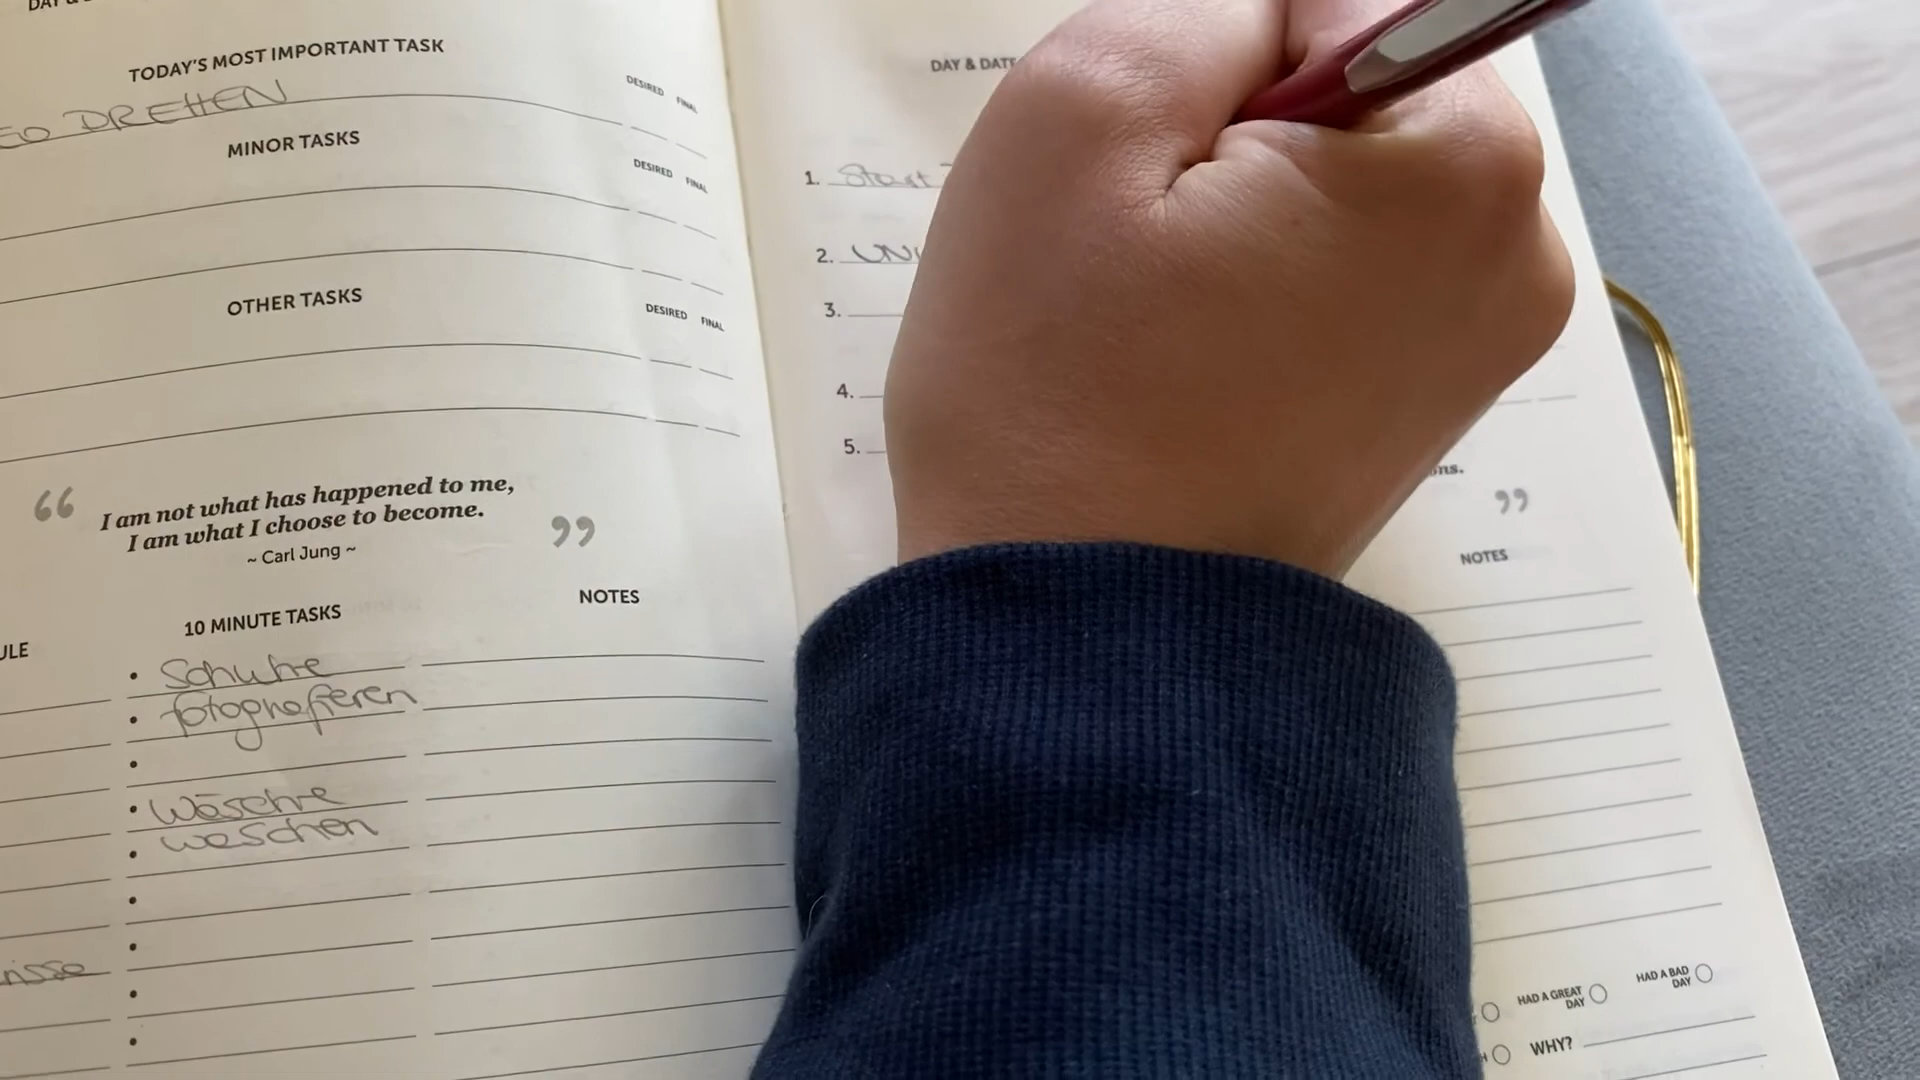 TODAY'S MOST IMPORTANT TASK
DESIRED FINAL
DREHEN
MINOR TASKS
DESIRED FINAL
OTHER TASKS
DESIRED FINAL
“ I am not what has happened to me,
I am what I choose to become. ”
~ Carl Jung ~
10 MINUTE TASKS
NOTES
• Schuhe
• fotografieren
•
• Wäsche
• waschen
•
•
•
•
DAY & DATE
1. Start
2. UNI
3.
4.
5.
”
NOTES
HAD A GREAT DAY
HAD A BAD DAY
WHY?